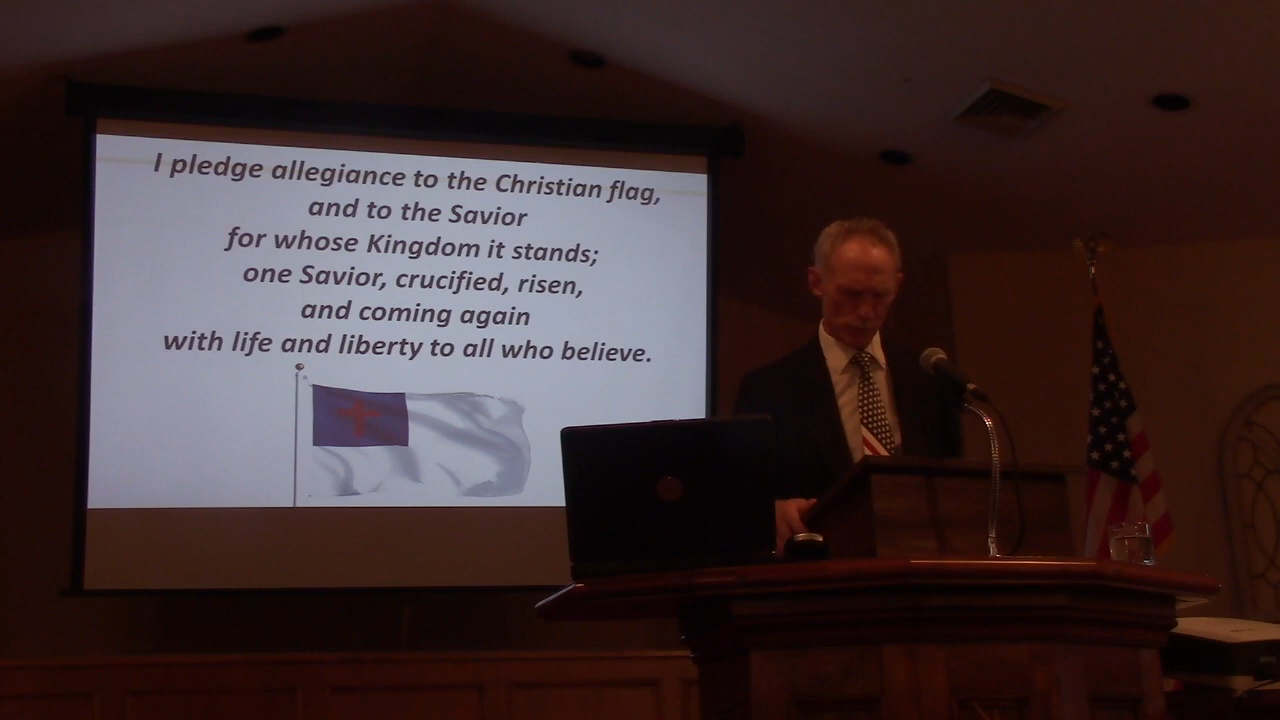 I pledge allegiance to the Christian flag,
and to the Savior
for whose Kingdom it stands;
one Savior, crucified, risen,
and coming again
with life and liberty to all who believe.